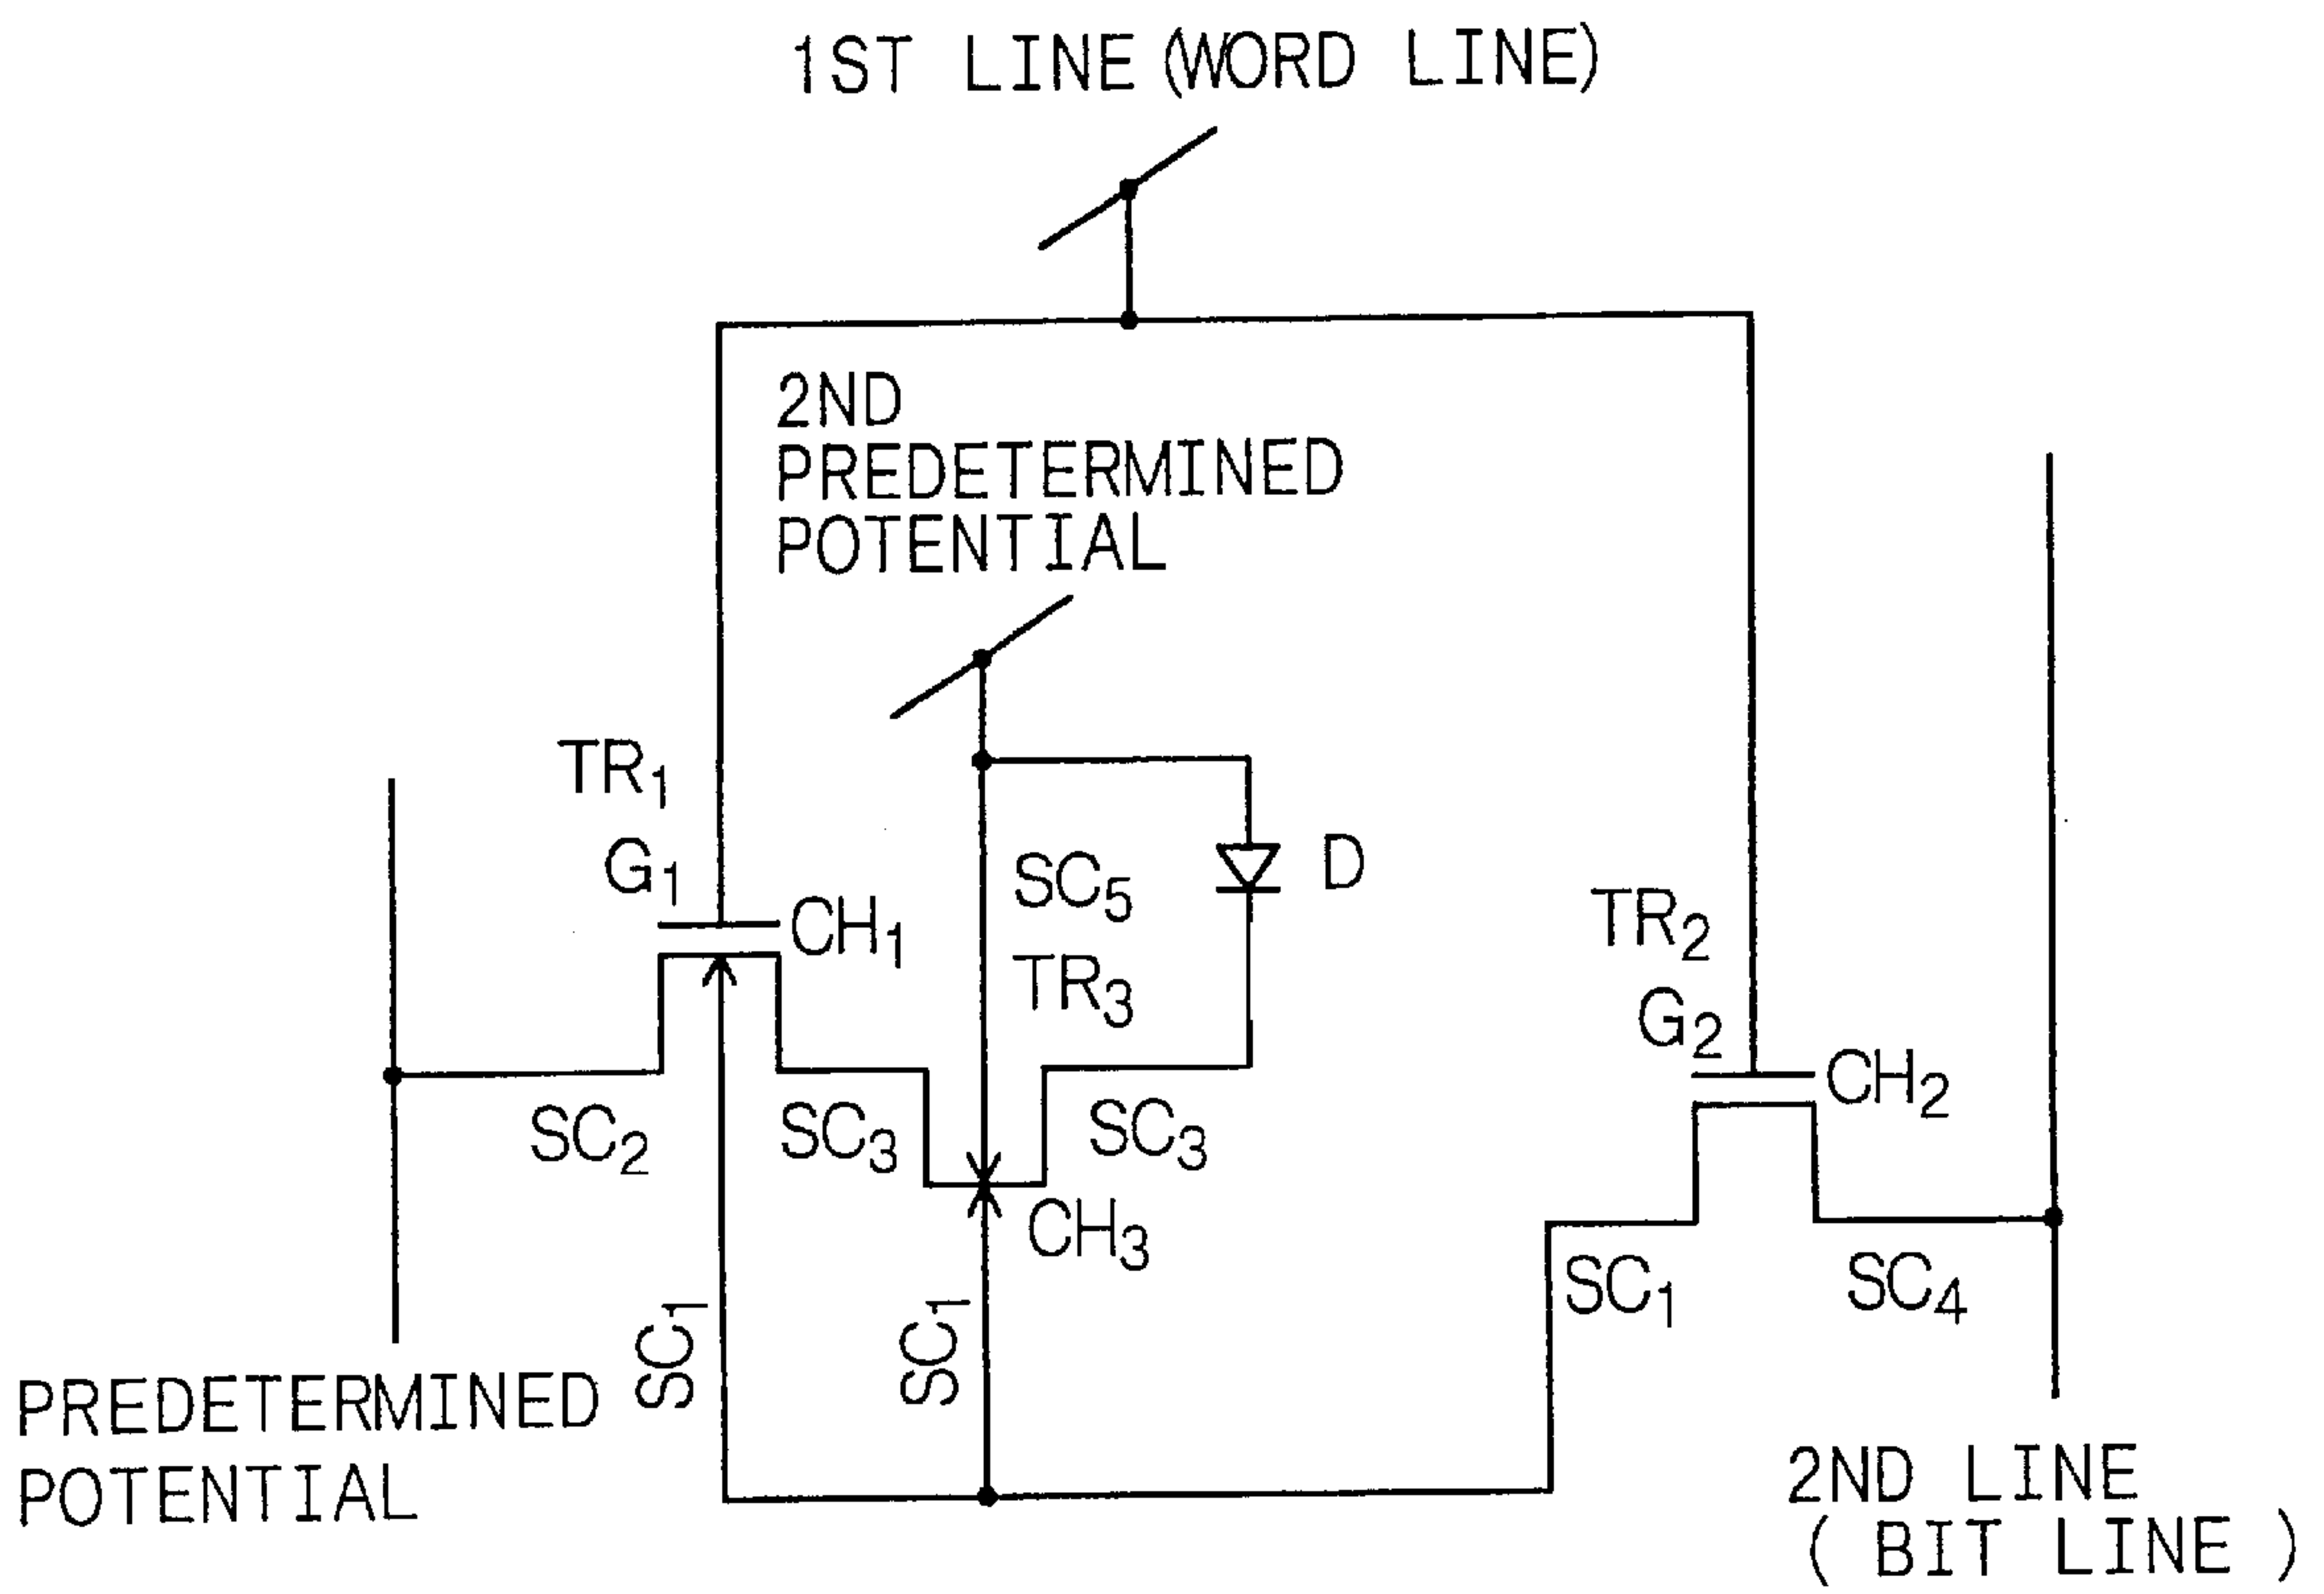 1ST LINE (WORD LINE)
2ND
PREDETERMINED
POTENTIAL
TR1
G1
CH1
SC5
D
TR3
TR2
G2
CH2
SC2
SC3
SC3
CH3
SC1
SC1
SC1
SC4
PREDETERMINED
POTENTIAL
2ND LINE
( BIT LINE )